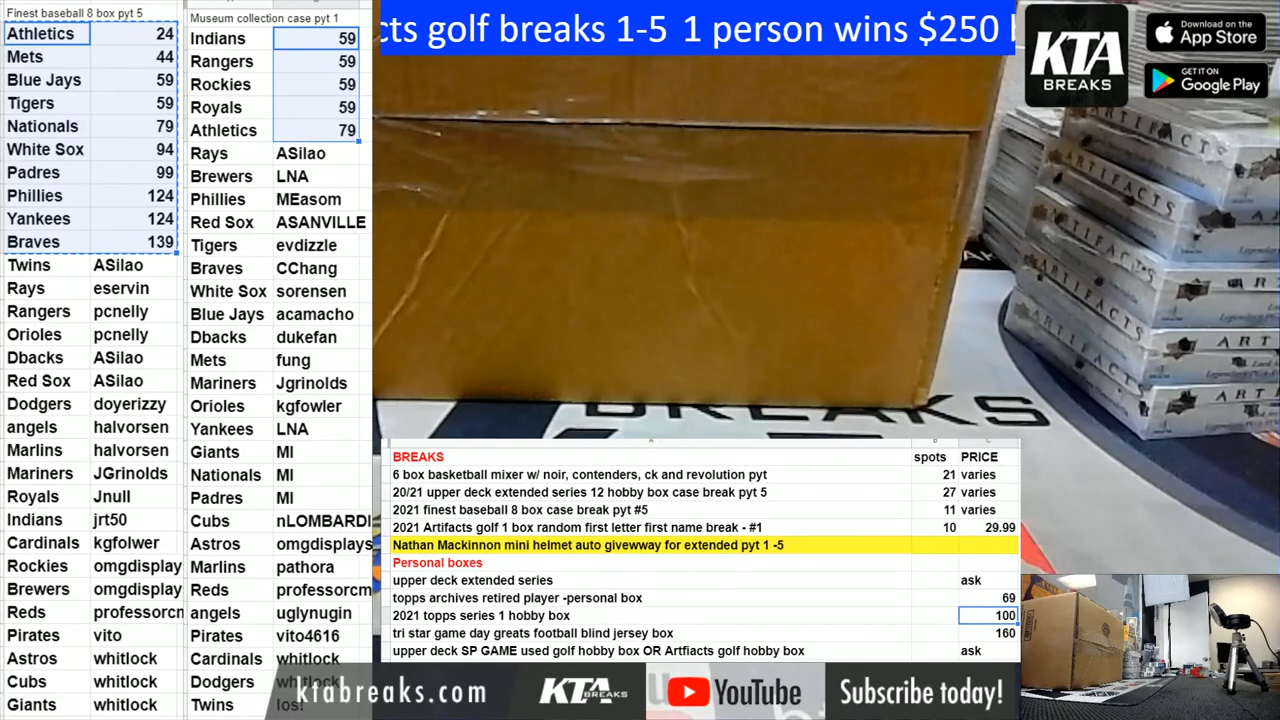 Finest baseball 8 box pyt 5
Athletics 24
Mets 44
Blue Jays 59
Tigers 59
Nationals 79
White Sox 94
Padres 99
Phillies 124
Yankees 124
Braves 139
Twins ASilao
Rays eservin
Rangers pcnelly
Orioles pcnelly
Dbacks ASilao
Red Sox ASilao
Dodgers doyerizzy
angels halvorsen
Marlins halvorsen
Mariners JGrinolds
Royals Jnull
Indians jrt50
Cardinals kgfolwer
Rockies omgdisplay
Brewers omgdisplay
Reds professorcm
Pirates vito
Astros whitlock
Cubs whitlock
Giants whitlock
Museum collection case pyt 1
Indians 59
Rangers 59
Rockies 59
Royals 59
Athletics 79
Rays ASilao
Brewers LNA
Phillies MEasom
Red Sox ASANVILLE
Tigers evdizzle
Braves CChang
White Sox sorensen
Blue Jays acamacho
Dbacks dukefan
Mets fung
Mariners Jgrinolds
Orioles kgfowler
Yankees LNA
Giants MI
Nationals MI
Padres MI
Cubs nLOMBARDI
Astros omgdisplays
Marlins pathora
Reds professorcm
angels uglynugin
Pirates vito4616
Cardinals whitlock
Dodgers whitlock
Twins los!
cts golf breaks 1-5 1 person wins $250
KTA
BREAKS
Download on the
App Store
GET IT ON
Google Play
ARTIFACTS
ARTIFACTS
ARTIFACTS
ARTIFACTS
BREAKS
BREAKS spots PRICE
6 box basketball mixer w/ noir, contenders, ck and revolution pyt 21 varies
20/21 upper deck extended series 12 hobby box case break pyt 5 27 varies
2021 finest baseball 8 box case break pyt #5 11 varies
2021 Artifacts golf 1 box random first letter first name break - #1 10 29.99
Nathan Mackinnon mini helmet auto givewway for extended pyt 1 -5
Personal boxes
upper deck extended series ask
topps archives retired player -personal box 69
2021 topps series 1 hobby box 100
tri star game day greats football blind jersey box 160
upper deck SP GAME used golf hobby box OR Artfiacts golf hobby box ask
ktabreaks.com
KTA
BREAKS
YouTube
Subscribe today!